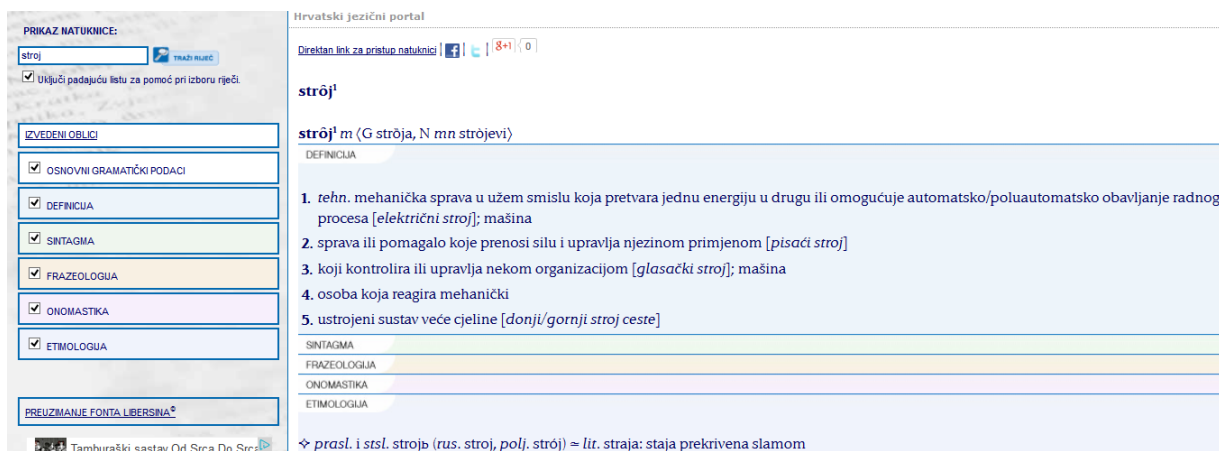 Hrvatski jezični portal
PRIKAZ NATUKNICE:
stroj
TRAŽI RIJEČ
Uključi padajuću listu za pomoć pri izboru riječi.
IZVEDENI OBLICI
OSNOVNI GRAMATIČKI PODACI
DEFINICIJA
SINTAGMA
FRAZEOLOGIJA
ONOMASTIKA
ETIMOLOGIJA
PREUZIMANJE FONTA LIBERSINA©
Tamburaški sastav Od Srca Do Srca
Direktan link za pristup natuknici | f | t | g+1 0
strôj¹
strôj¹ m ⟨G stròja, N mn stròjevi⟩
DEFINICIJA
1. tehn. mehanička sprava u užem smislu koja pretvara jednu energiju u drugu ili omogućuje automatsko/poluautomatsko obavljanje radnog
procesa [električni stroj]; mašina
2. sprava ili pomagalo koje prenosi silu i upravlja njezinom primjenom [pisaći stroj]
3. koji kontrolira ili upravlja nekom organizacijom [glasački stroj]; mašina
4. osoba koja reagira mehanički
5. ustrojeni sustav veće cjeline [donji/gornji stroj ceste]
SINTAGMA
FRAZEOLOGIJA
ONOMASTIKA
ETIMOLOGIJA
✧ prasl. i stsl. strojь (rus. stroj, polj. strój) ≃ lit. straja: staja prekrivena slamom